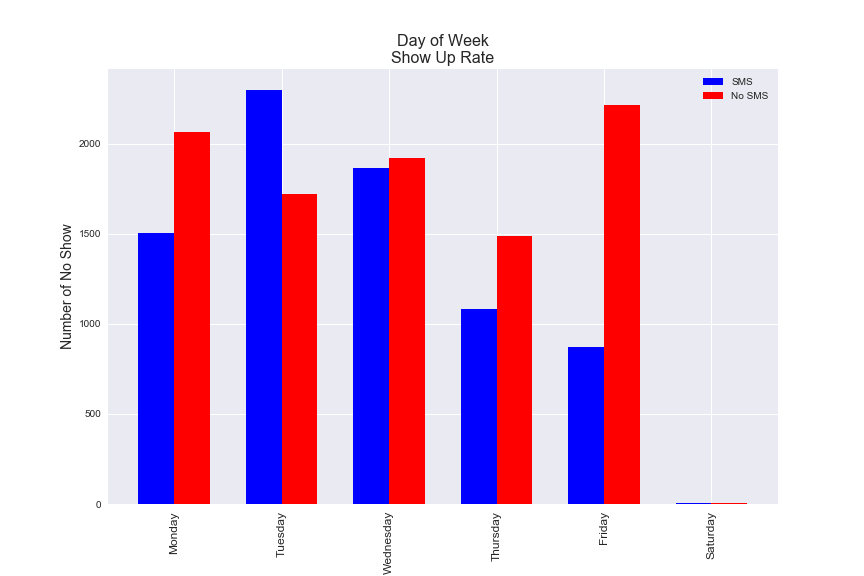 Day of Week
Show Up Rate
SMS
No SMS
Number of No Show
2000
1500
1000
500
0
Monday
Tuesday
Wednesday
Thursday
Friday
Saturday